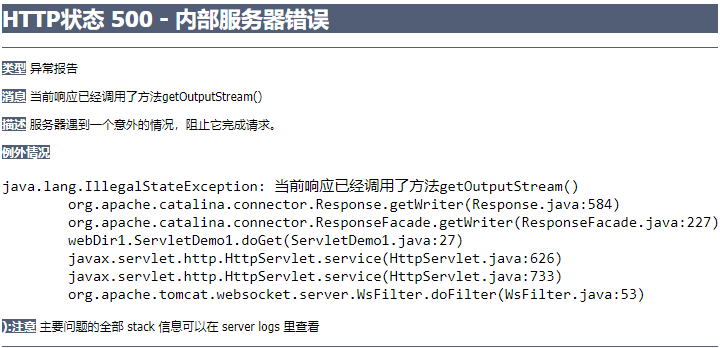 HTTP状态 500 - 内部服务器错误
类型 异常报告
消息 当前响应已经调用了方法getOutputStream()
描述 服务器遇到一个意外的情况，阻止它完成请求。
例外情况
java.lang.IllegalStateException: 当前响应已经调用了方法getOutputStream()
org.apache.catalina.connector.Response.getWriter(Response.java:584)
org.apache.catalina.connector.ResponseFacade.getWriter(ResponseFacade.java:227)
webDir1.ServletDemo1.doGet(ServletDemo1.java:27)
javax.servlet.http.HttpServlet.service(HttpServlet.java:626)
javax.servlet.http.HttpServlet.service(HttpServlet.java:733)
org.apache.tomcat.websocket.server.WsFilter.doFilter(WsFilter.java:53)
):注意 主要问题的全部 stack 信息可以在 server logs 里查看